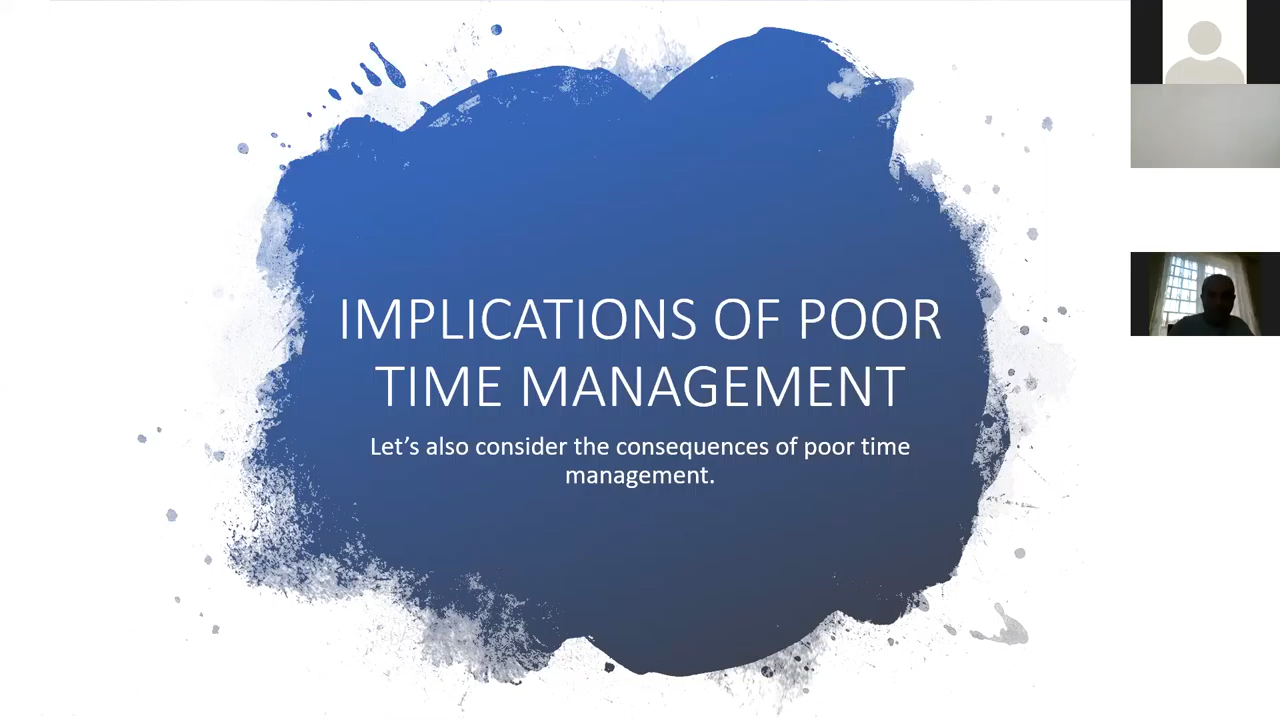 IMPLICATIONS OF POOR
TIME MANAGEMENT
Let’s also consider the consequences of poor time
management.